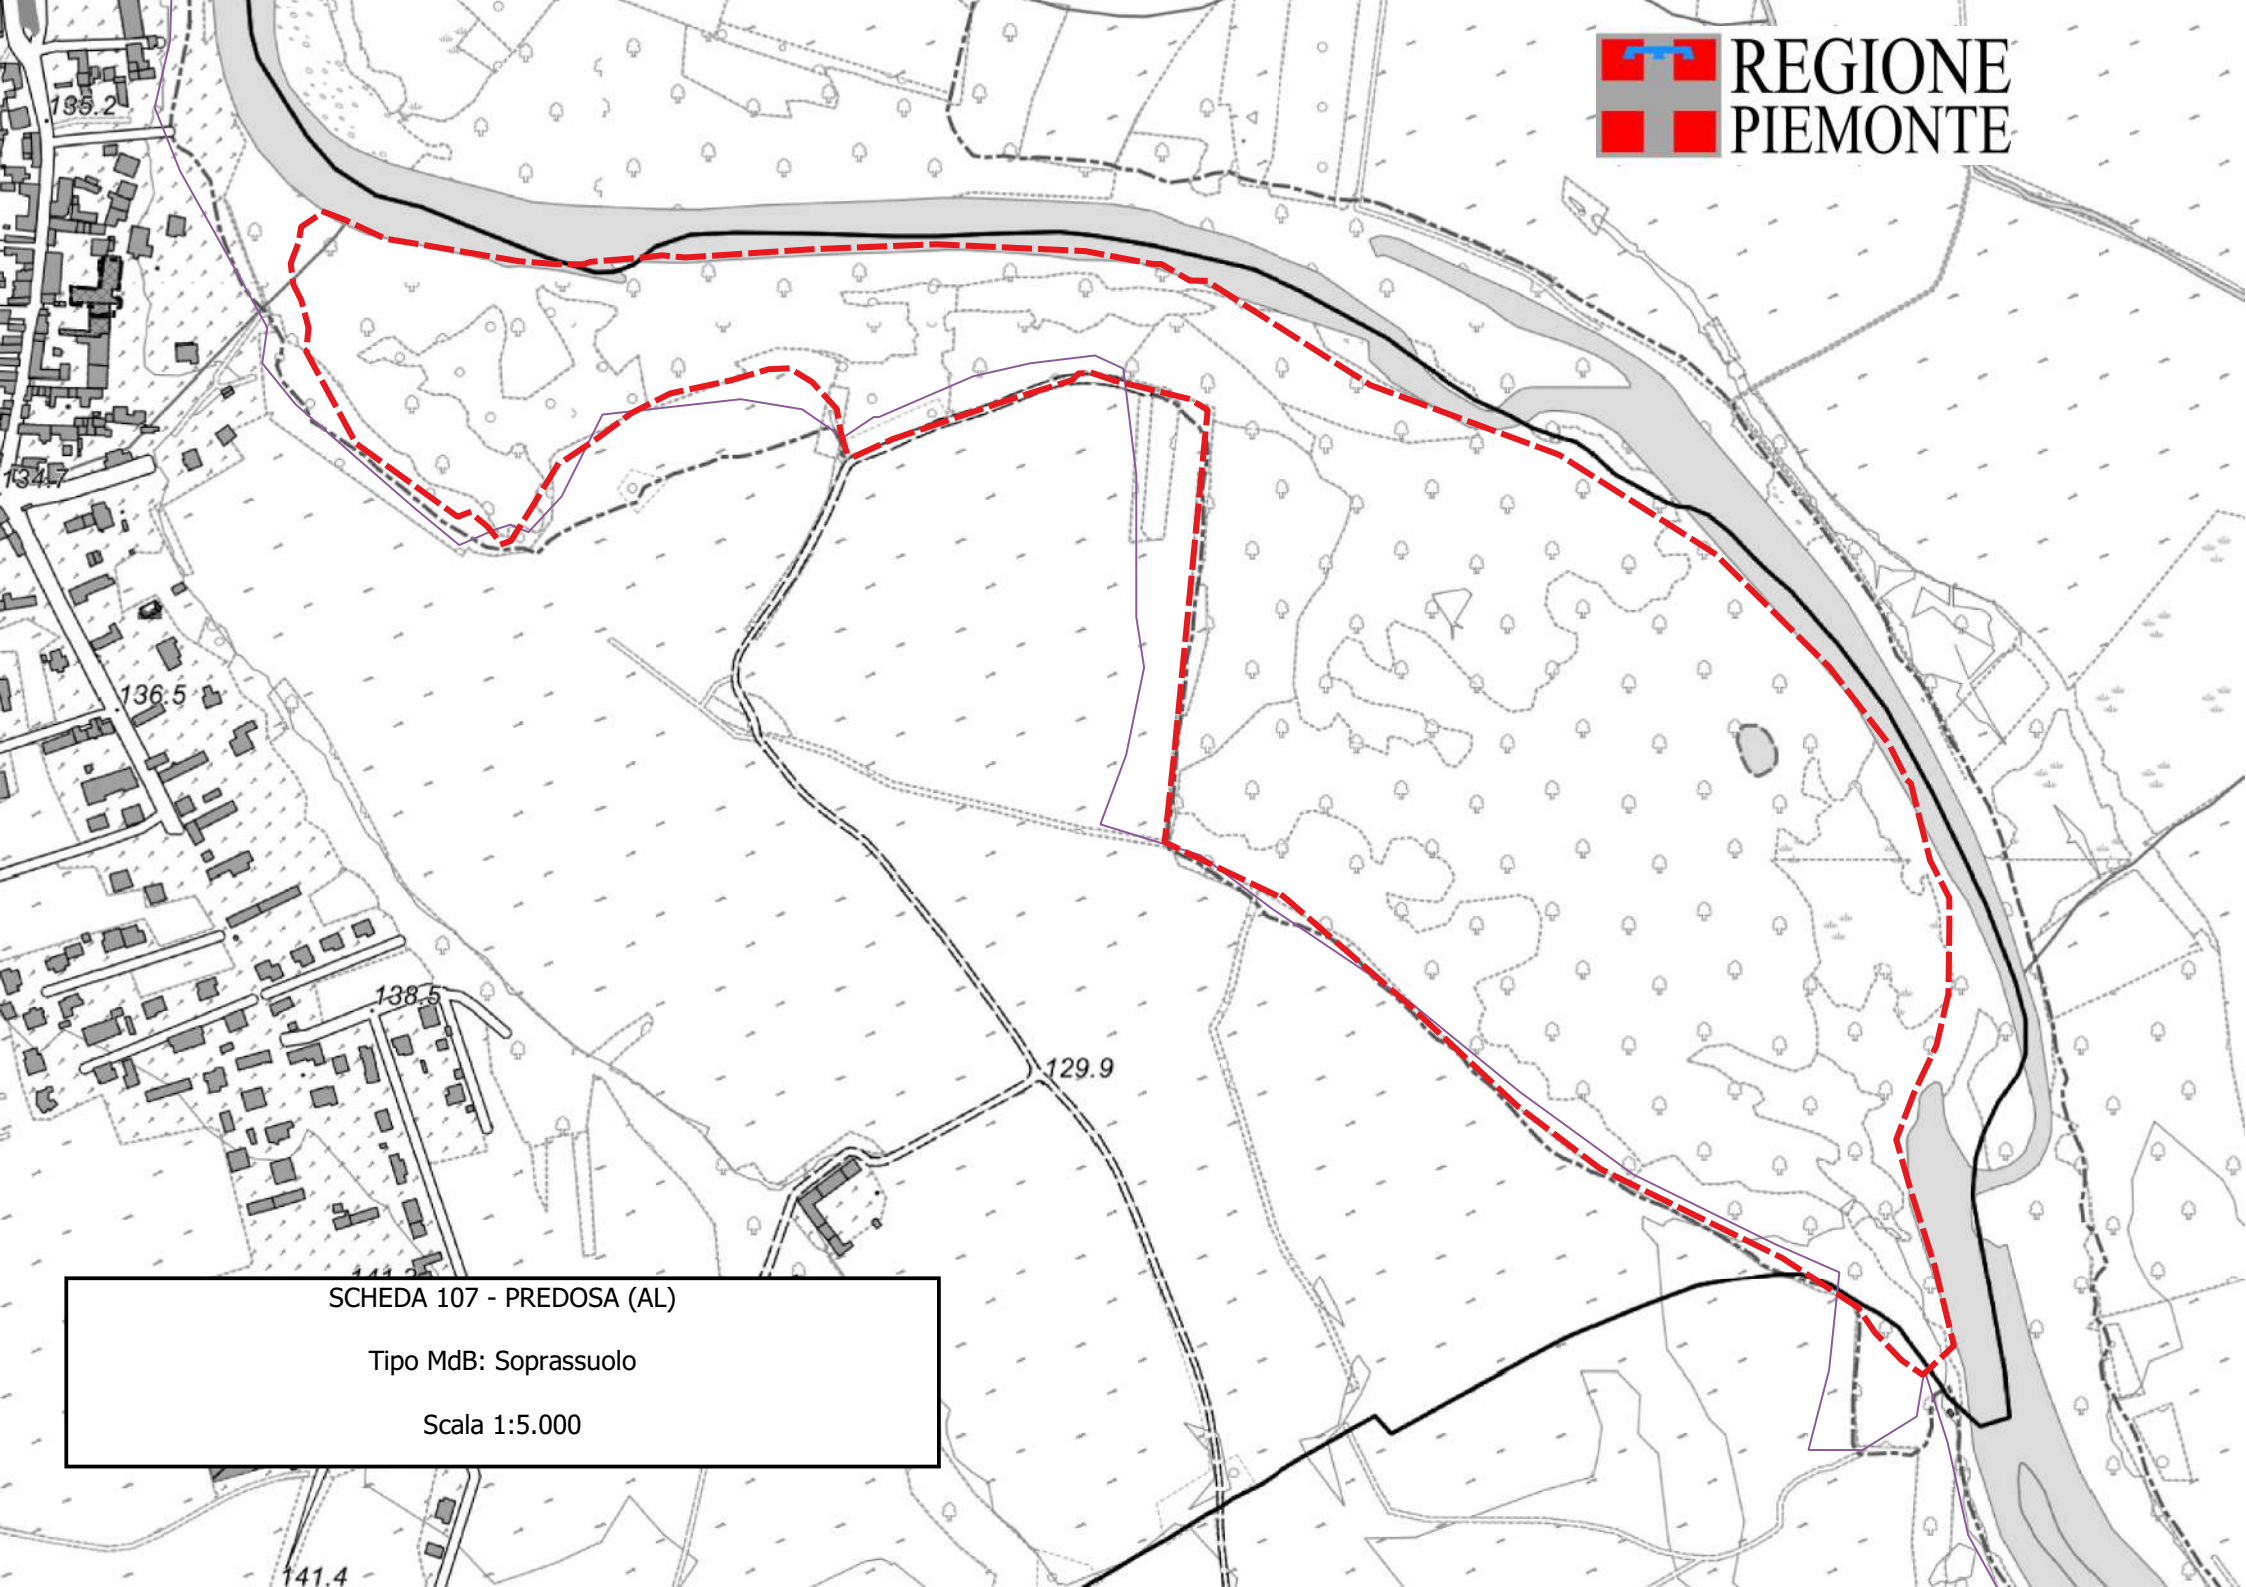 REGIONE
PIEMONTE
135.2
134.7
136.5
138.5
129.9
SCHEDA 107 - PREDOSA (AL)
Tipo MdB: Soprassuolo
Scala 1:5.000
141.4